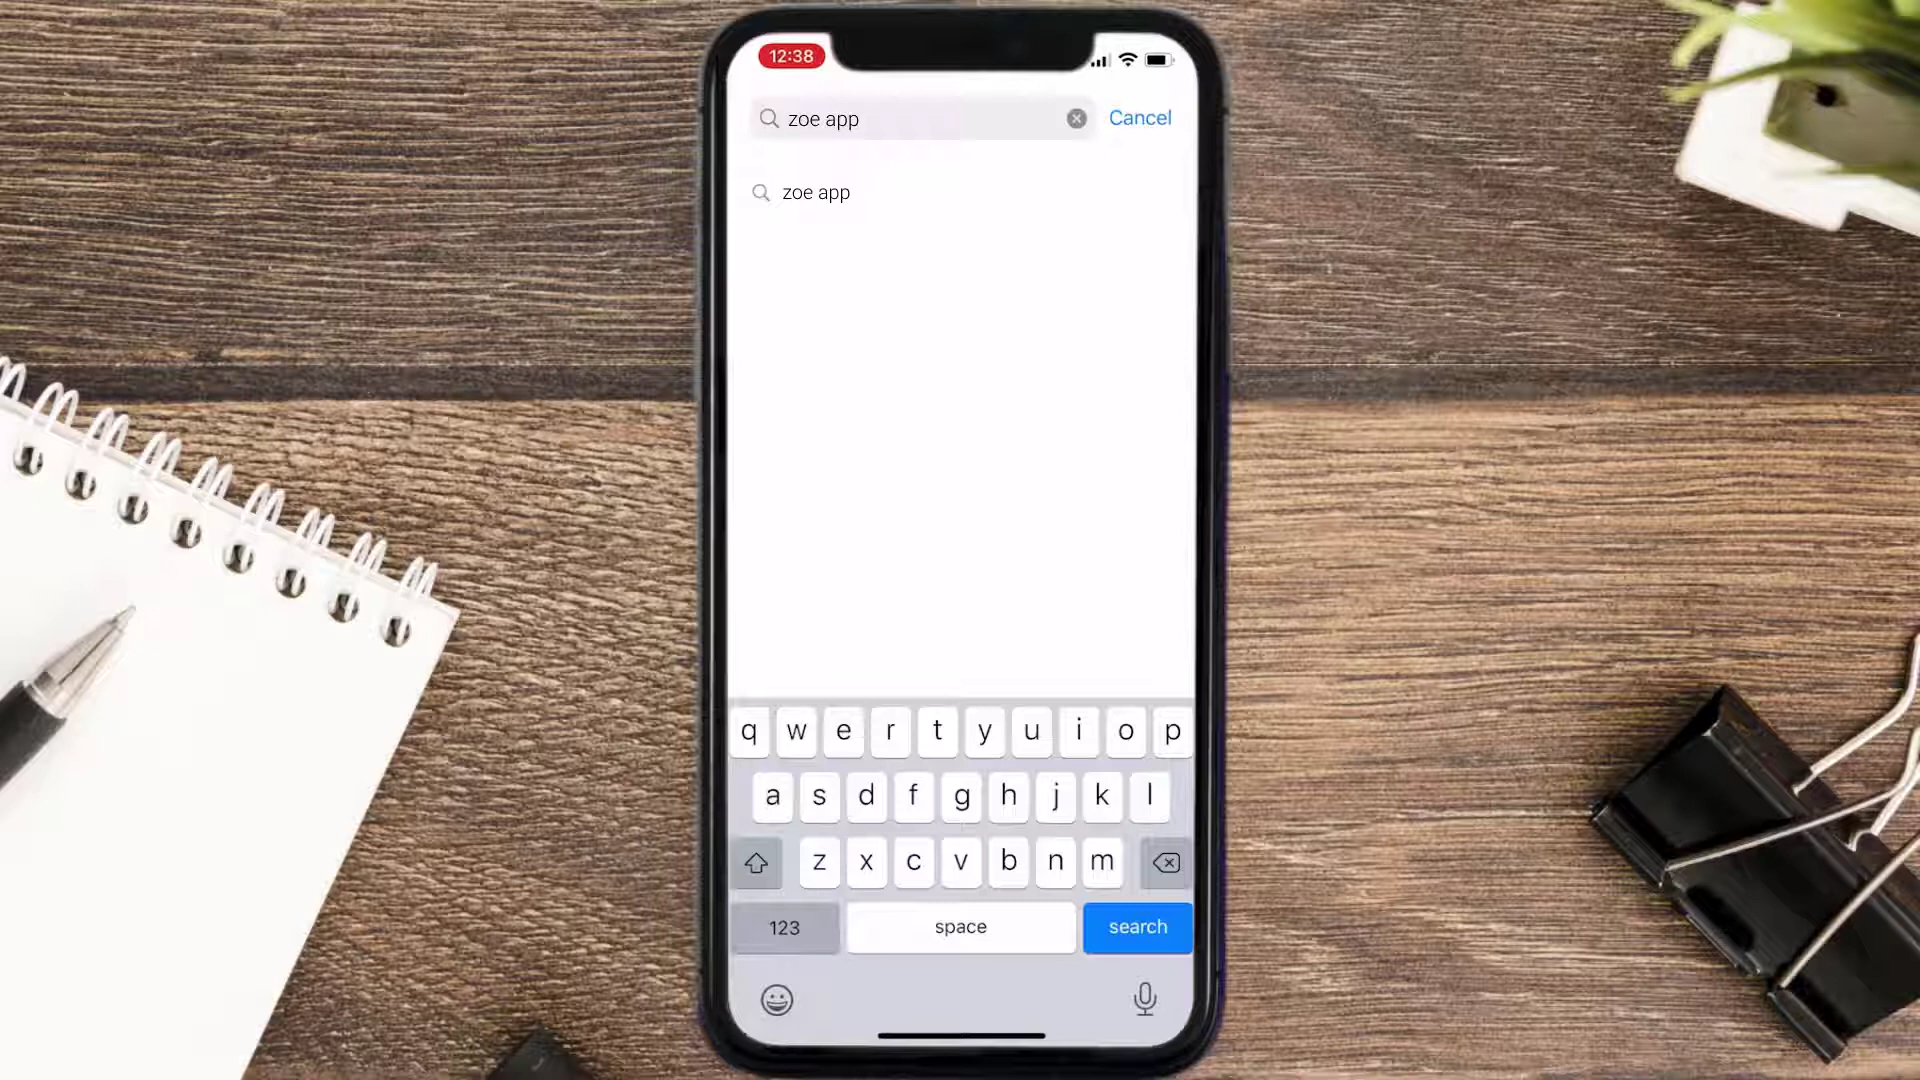 12:38
zoe app
Cancel
zoe app
q w e r t y u i o p
a s d f g h j k l
z x c v b n m
123 space search